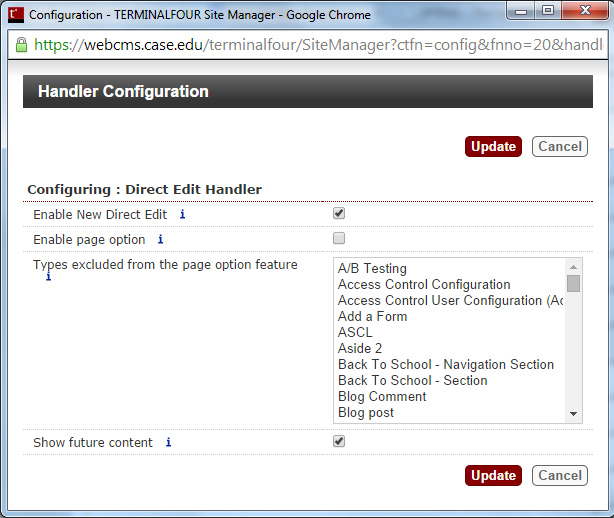 Configuration - TERMINALFOUR Site Manager - Google Chrome
https://webcms.case.edu/terminalfour/SiteManager?ctfn=config&fnno=20&handl
Handler Configuration
Update Cancel
Configuring : Direct Edit Handler
Enable New Direct Edit i
Enable page option i
Types excluded from the page option feature
i
A/B Testing
Access Control Configuration
Access Control User Configuration (Ac
Add a Form
ASCL
Aside 2
Back To School - Navigation Section
Back To School - Section
Blog Comment
Blog post
Show future content i
Update Cancel